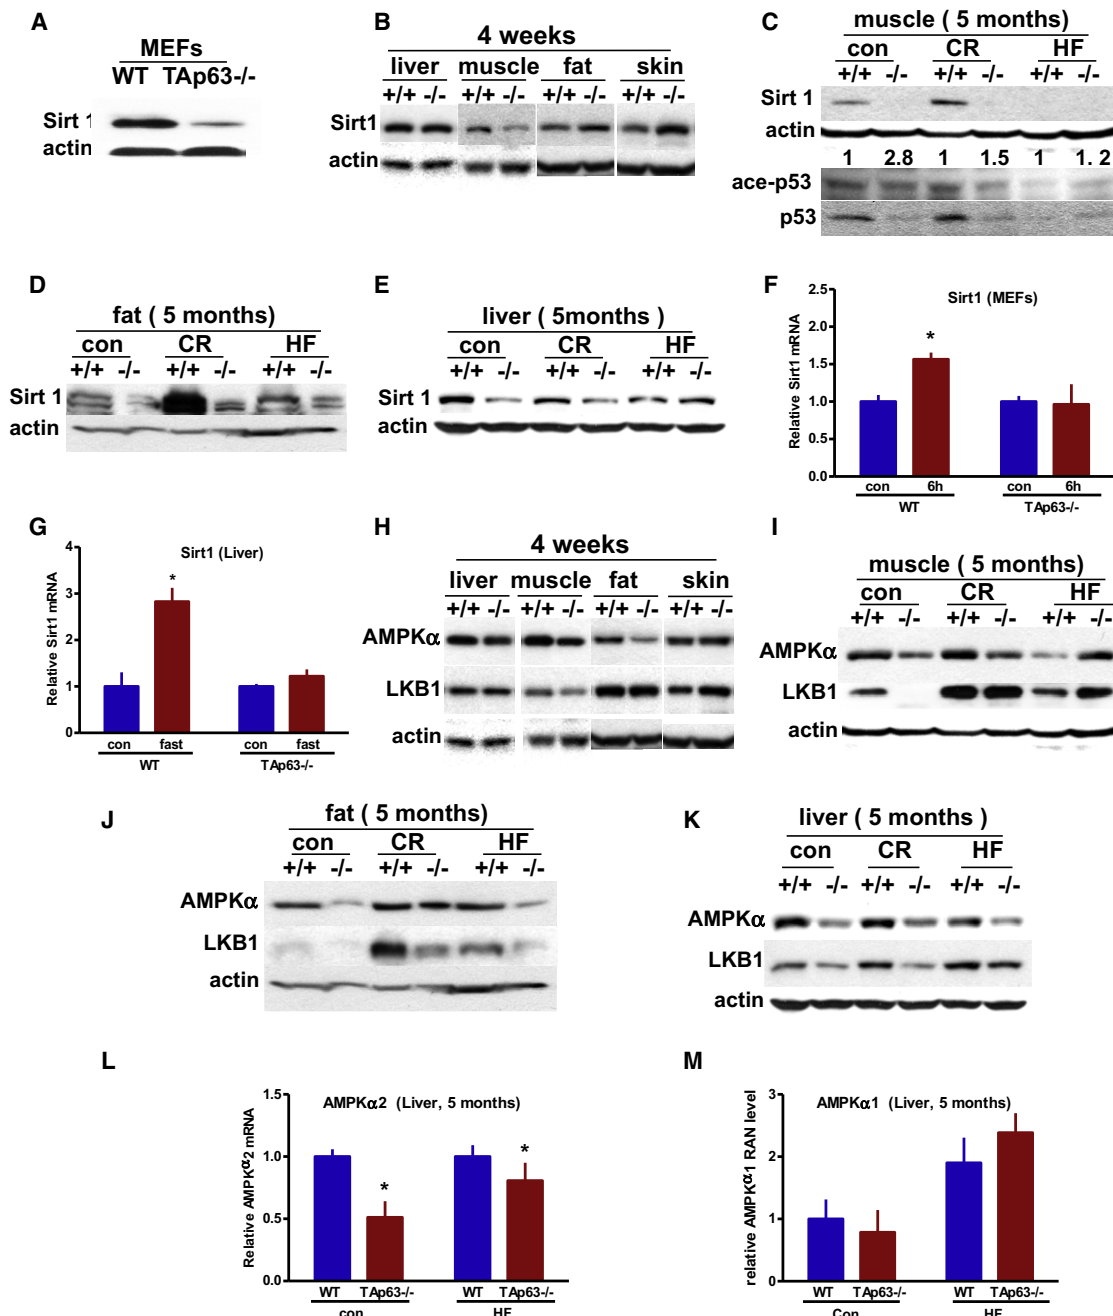 A
MEFs
WT TAp63-/-
Sirt 1
actin
B
4 weeks
liver muscle fat skin
+/+ -/- +/+ -/- +/+ -/- +/+ -/-
Sirt1
actin
C
muscle ( 5 months)
con CR HF
+/+ -/- +/+ -/- +/+ -/-
Sirt 1
actin
1 2.8 1 1.5 1 1. 2
ace-p53
p53
D
fat ( 5 months)
con CR HF
+/+ -/- +/+ -/- +/+ -/-
Sirt 1
actin
E
liver ( 5months )
con CR HF
+/+ -/- +/+ -/- +/+ -/-
Sirt 1
actin
F
Sirt1 (MEFs)
Relative Sirt1 mRNA
2.5
2.0
1.5
1.0
0.5
0.0
*
con 6h con 6h
WT TAp63-/-
G
Sirt1 (Liver)
Relative Sirt1 mRNA
4
3
2
1
0
*
con fast con fast
WT TAp63-/-
H
4 weeks
liver muscle fat skin
+/+ -/- +/+ -/- +/+ -/- +/+ -/-
AMPKα
LKB1
actin
I
muscle ( 5 months)
con CR HF
+/+ -/- +/+ -/- +/+ -/-
AMPKα
LKB1
actin
J
fat ( 5 months)
con CR HF
+/+ -/- +/+ -/- +/+ -/-
AMPKα
LKB1
actin
K
liver ( 5 months )
con CR HF
+/+ -/- +/+ -/- +/+ -/-
AMPKα
LKB1
actin
L
AMPKα2 (Liver, 5 months)
Relative AMPKα2 mRNA
1.5
1.0
0.5
0.0
*
*
WT TAp63-/- WT TAp63-/-
con HF
M
AMPKα1 (Liver, 5 months)
relative AMPKα1 RAN level
3
2
1
0
WT TAp63-/- WT TAp63-/-
Con HF